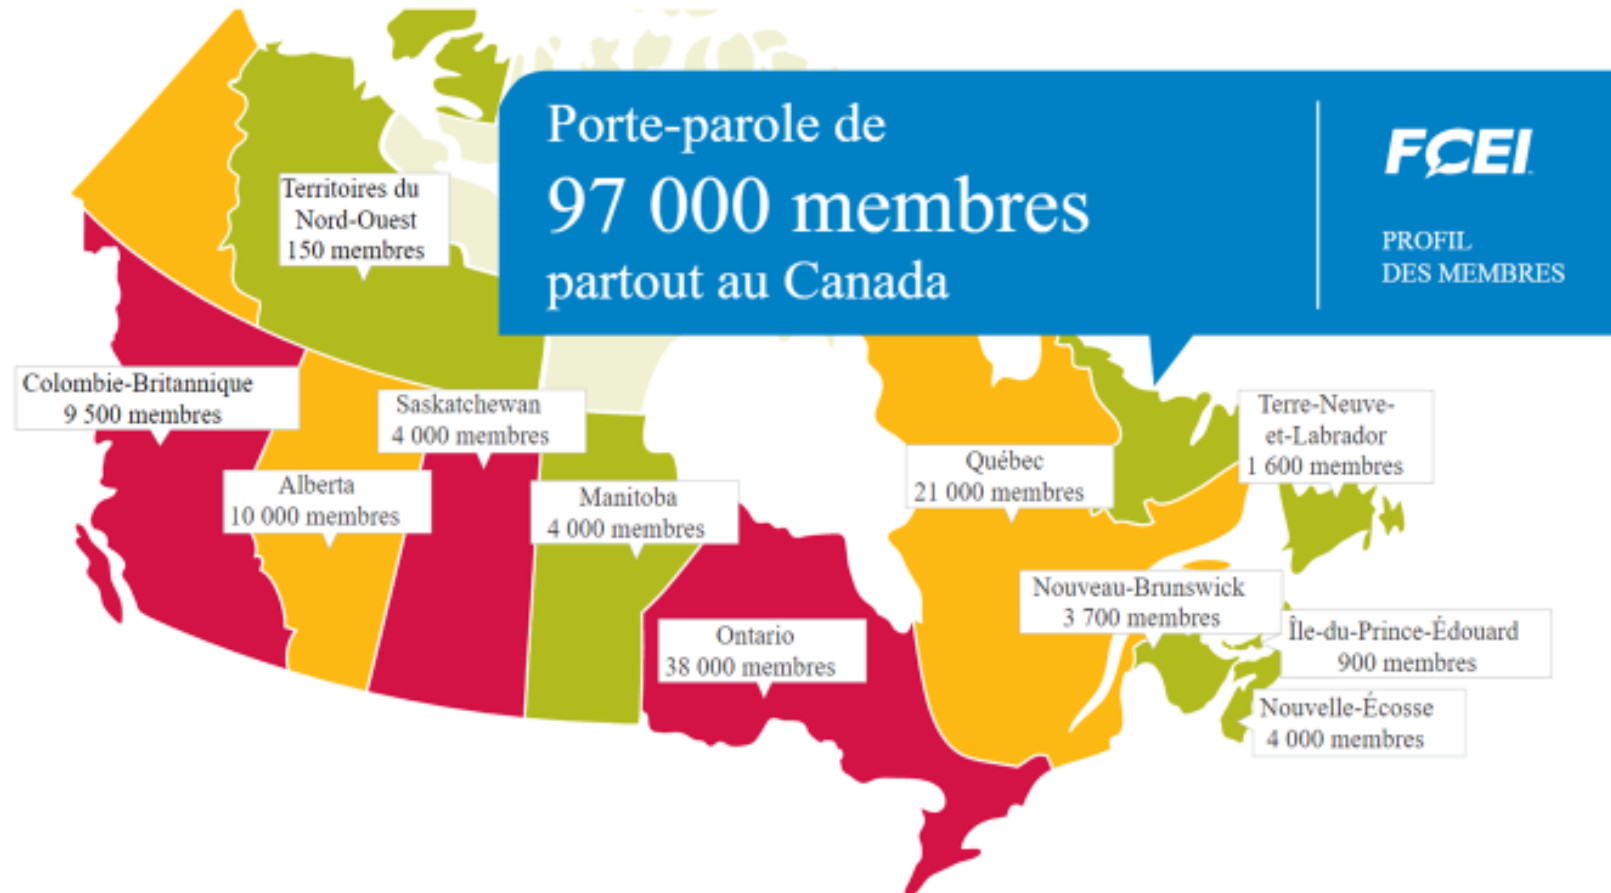 Porte-parole de
97 000 membres
partout au Canada
FCEI
PROFIL
DES MEMBRES
Territoires du
Nord-Ouest
150 membres
Colombie-Britannique
9 500 membres
Saskatchewan
4 000 membres
Alberta
10 000 membres
Manitoba
4 000 membres
Ontario
38 000 membres
Québec
21 000 membres
Terre-Neuve-
et-Labrador
1 600 membres
Nouveau-Brunswick
3 700 membres
Île-du-Prince-Édouard
900 membres
Nouvelle-Écosse
4 000 membres